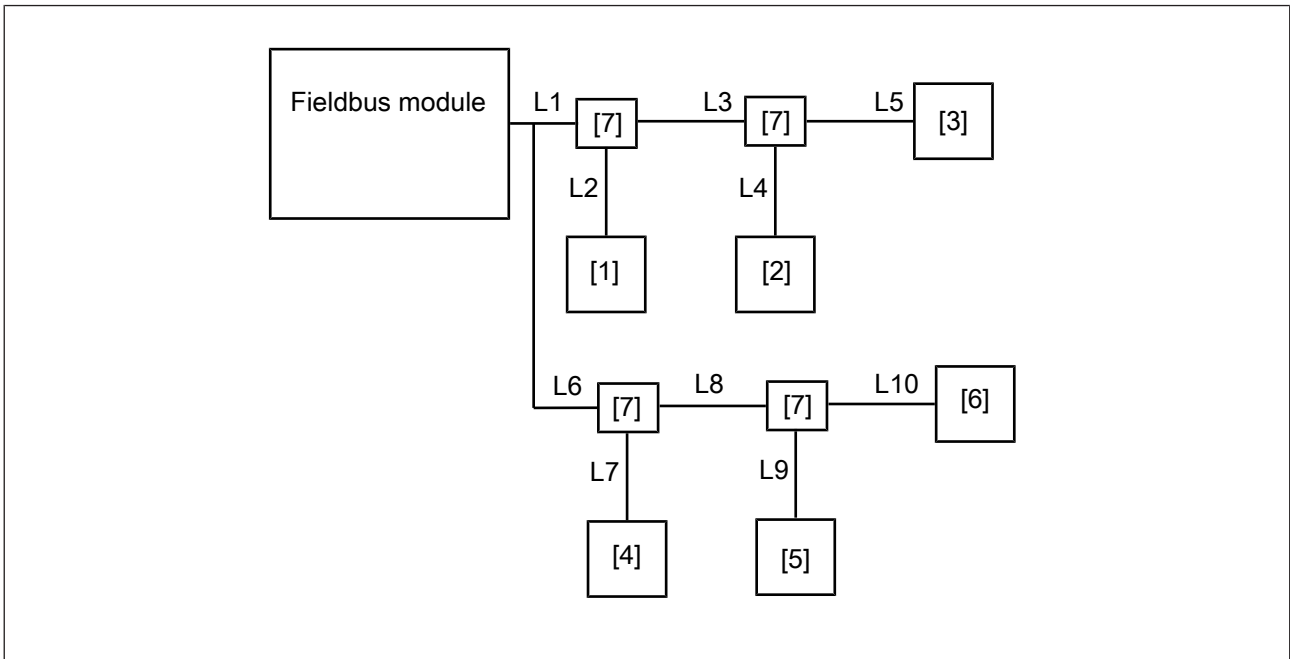 Fieldbus module
L1
[7]
L3
[7]
L5
[3]
L2
L4
[1]
[2]
L6
[7]
L8
[7]
L10
[6]
L7
L9
[4]
[5]